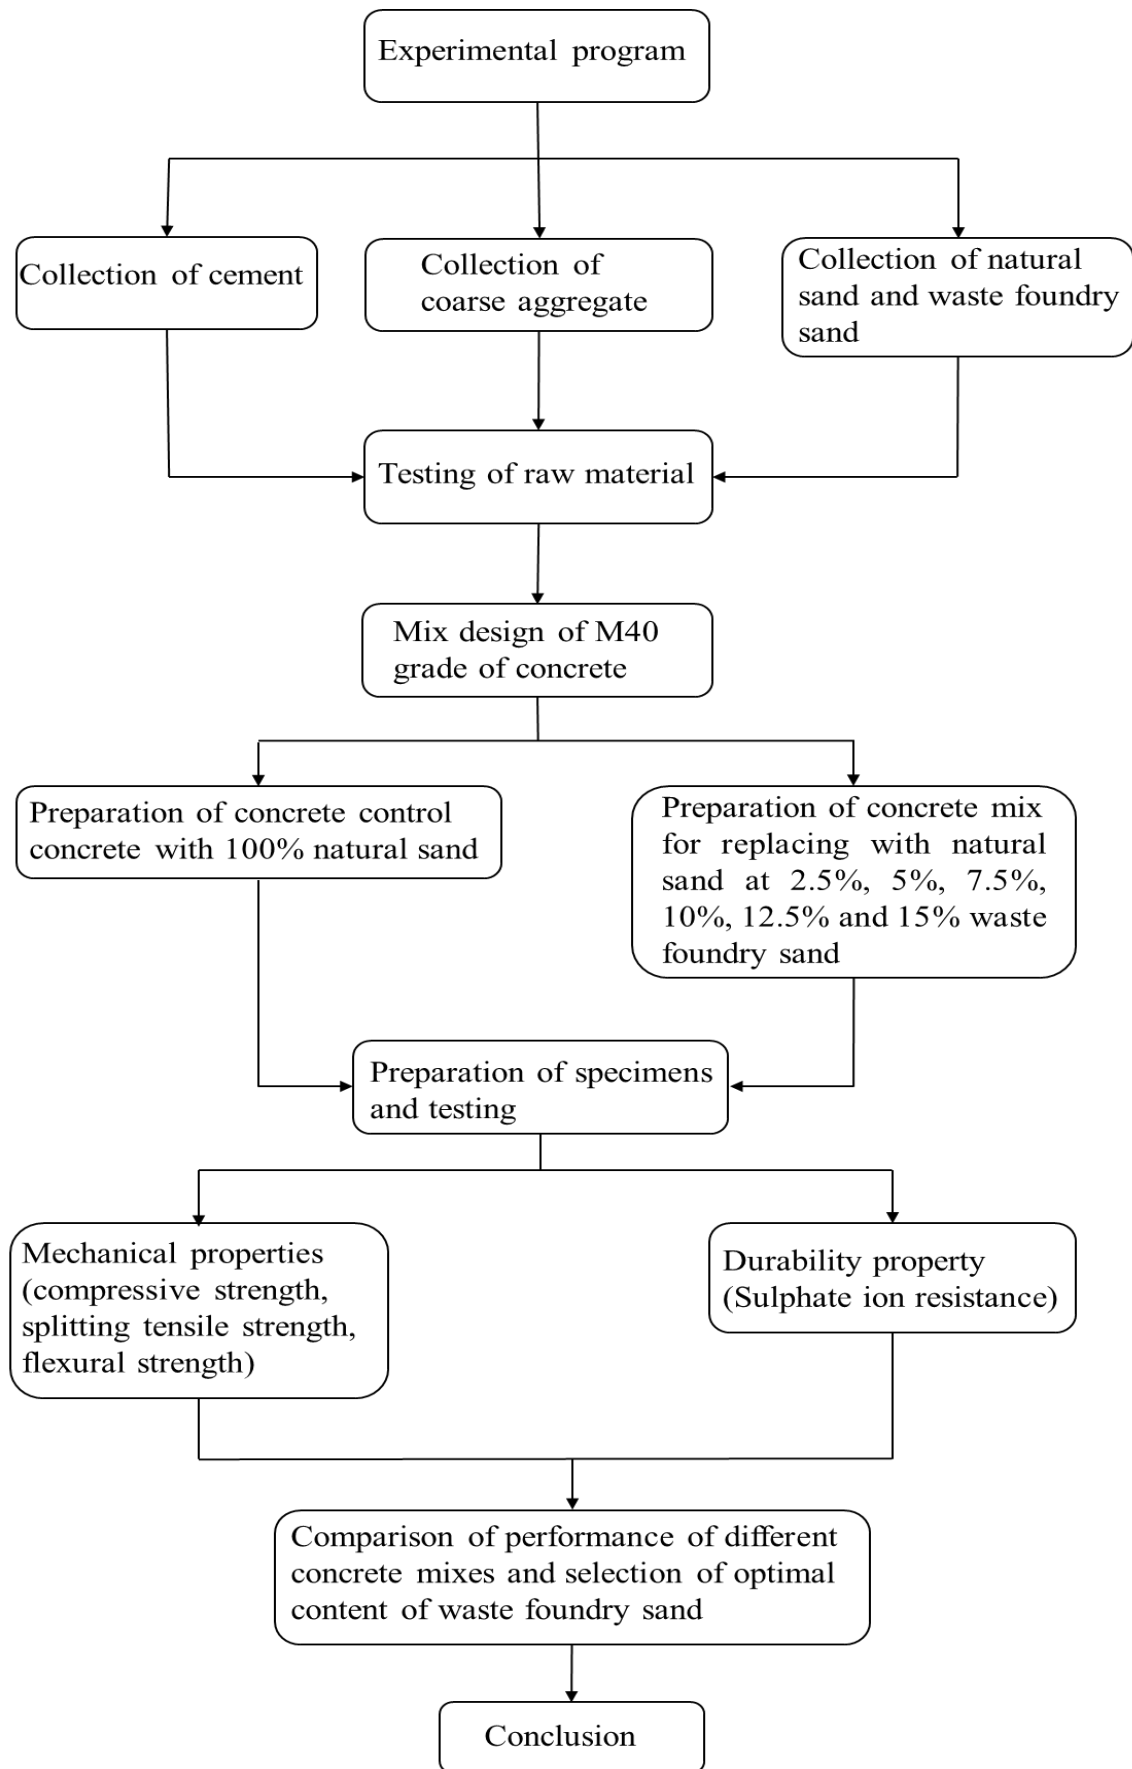 Experimental program
Collection of cement
Collection of
coarse aggregate
Collection of natural
sand and waste foundry
sand
Testing of raw material
Mix design of M40
grade of concrete
Preparation of concrete control
concrete with 100% natural sand
Preparation of concrete mix
for replacing with natural
sand at 2.5%, 5%, 7.5%,
10%, 12.5% and 15% waste
foundry sand
Preparation of specimens
and testing
Mechanical properties
(compressive strength,
splitting tensile strength,
flexural strength)
Durability property
(Sulphate ion resistance)
Comparison of performance of different
concrete mixes and selection of optimal
content of waste foundry sand
Conclusion